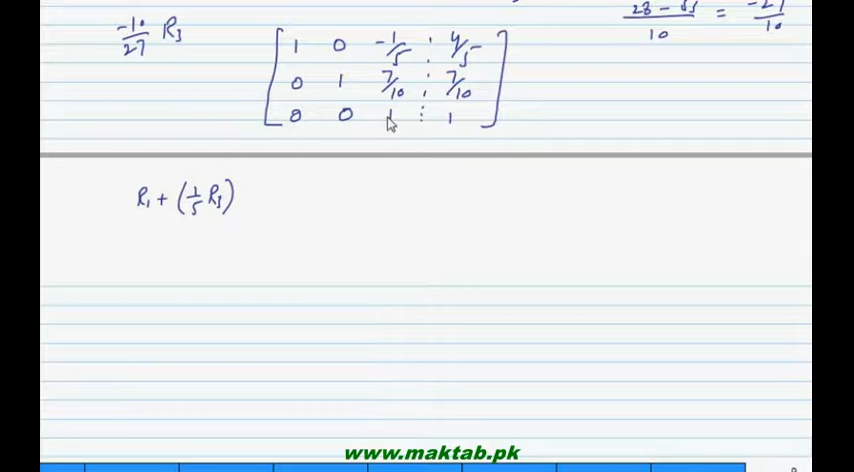 28 - 55 / 10 = -27/10
-10/27 R3
[ 1 0 -1/5 ⋮ 4/5 ]
[ 0 1 7/10 ⋮ 7/10 ]
[ 0 0 1 ⋮ 1 ]
R1 + (1/5 R3)
www.maktab.pk